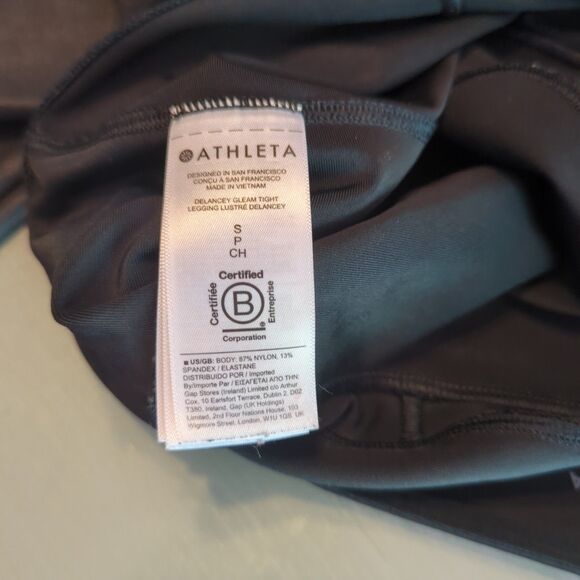 ATHLETA
DESIGNED IN SAN FRANCISCO
CONÇU À SAN FRANCISCO
MADE IN VIETNAM
DELANCEY GLEAM TIGHT
LEGGING LUSTRÉ DELANCEY
S
P
CH
Certified
Certifiée
B
Entreprise
Corporation
US/GB: BODY: 87% NYLON, 13%
SPANDEX / ELASTANE
DISTRIBUIDO POR / Imported
By/Importé Par / ΕΙΣΑΓΕΤΑΙ ΑΠΟ ΤΗΝ:
Gap Stores (Ireland) Limited c/o Arthur
Cox, 10 Earlsfort Terrace, Dublin 2, D02
T380, Ireland, Gap (UK Holdings)
Limited, 2nd Floor Nations House, 103
Wigmore Street, London, W1U 1QS UK